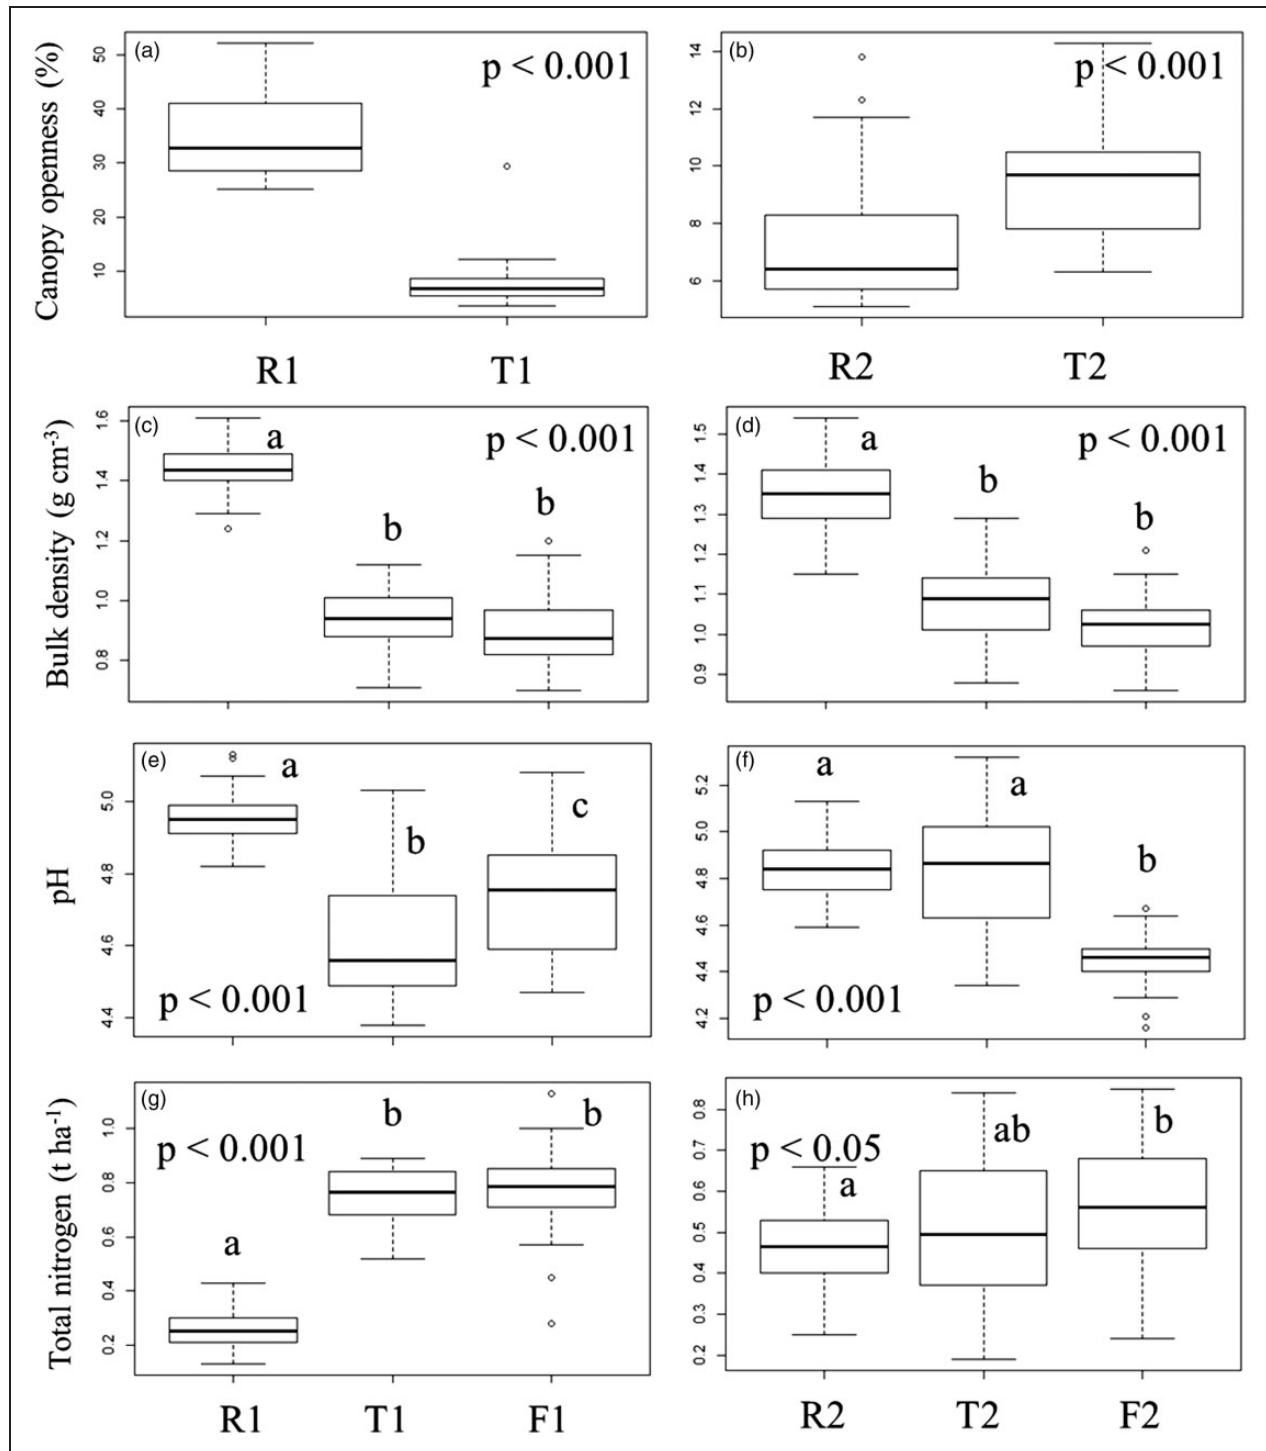 Canopy openness (%)
(a)
p < 0.001
50
40
30
20
10
R1
T1
(b)
p < 0.001
14
12
10
8
6
R2
T2
Bulk density (g cm-3)
(c)
p < 0.001
a
b
b
1.6
1.4
1.2
1.0
0.8
(d)
p < 0.001
a
b
b
1.5
1.4
1.3
1.2
1.1
1.0
0.9
pH
(e)
a
b
c
p < 0.001
5.0
4.8
4.6
4.4
(f)
a
a
b
p < 0.001
5.2
5.0
4.8
4.6
4.4
4.2
Total nitrogen (t ha-1)
(g)
p < 0.001
a
b
b
1.0
0.8
0.6
0.4
0.2
R1
T1
F1
(h)
p < 0.05
a
ab
b
0.8
0.7
0.6
0.5
0.4
0.3
0.2
R2
T2
F2